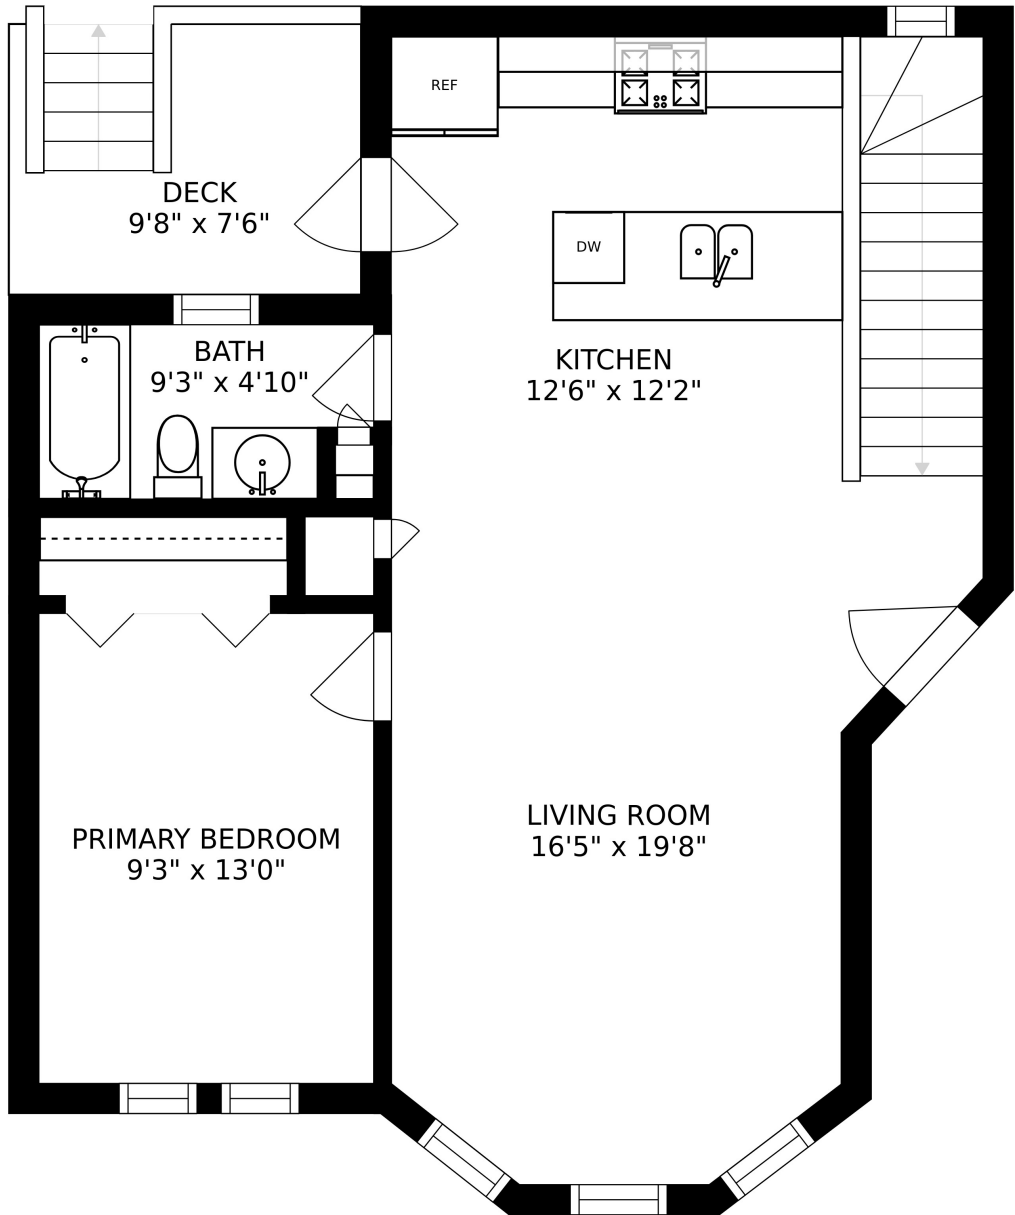 REF
DECK
9'8" x 7'6"
DW
BATH
9'3" x 4'10"
KITCHEN
12'6" x 12'2"
LIVING ROOM
16'5" x 19'8"
PRIMARY BEDROOM
9'3" x 13'0"